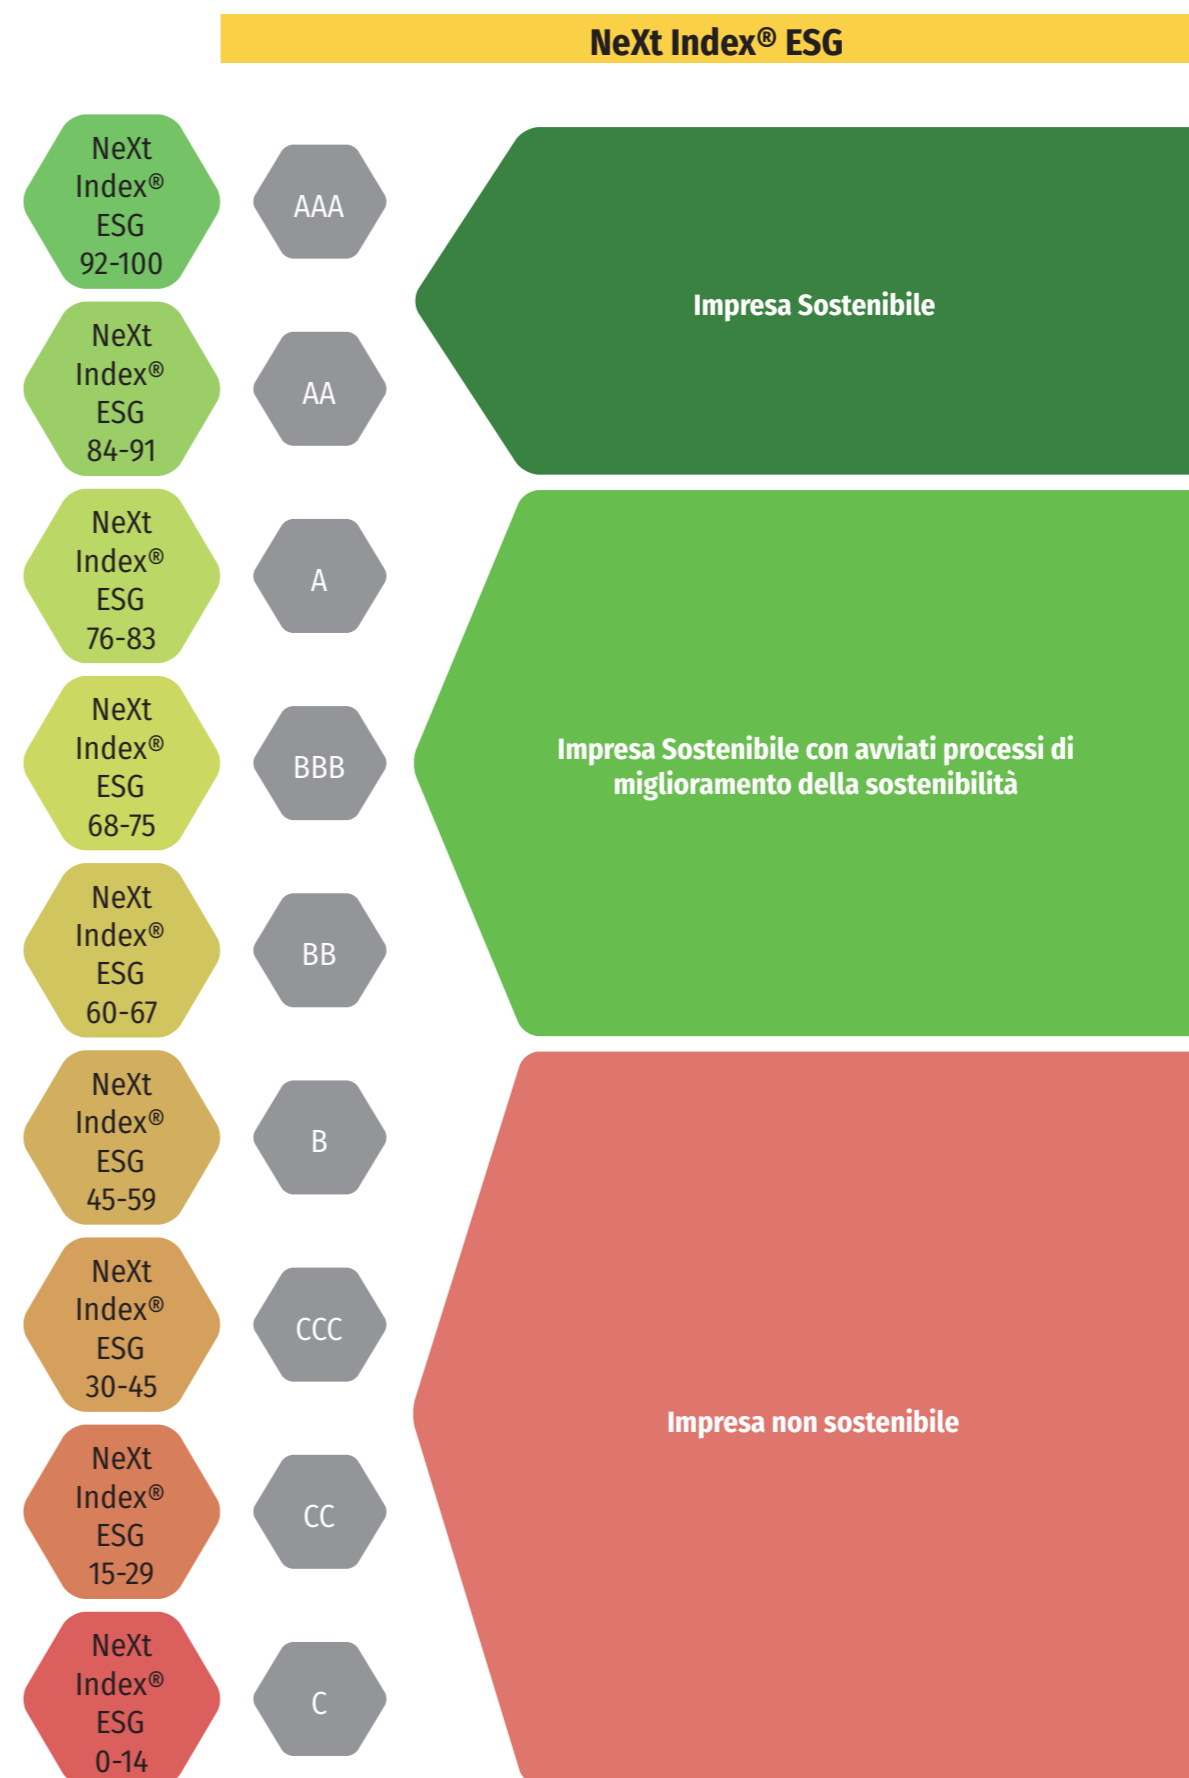 NeXt Index® ESG
NeXt
Index®
ESG
92-100
AAA
NeXt
Index®
ESG
84-91
AA
Impresa Sostenibile
NeXt
Index®
ESG
76-83
A
NeXt
Index®
ESG
68-75
BBB
NeXt
Index®
ESG
60-67
BB
Impresa Sostenibile con avviati processi di
miglioramento della sostenibilità
NeXt
Index®
ESG
45-59
B
NeXt
Index®
ESG
30-45
CCC
NeXt
Index®
ESG
15-29
CC
NeXt
Index®
ESG
0-14
C
Impresa non sostenibile